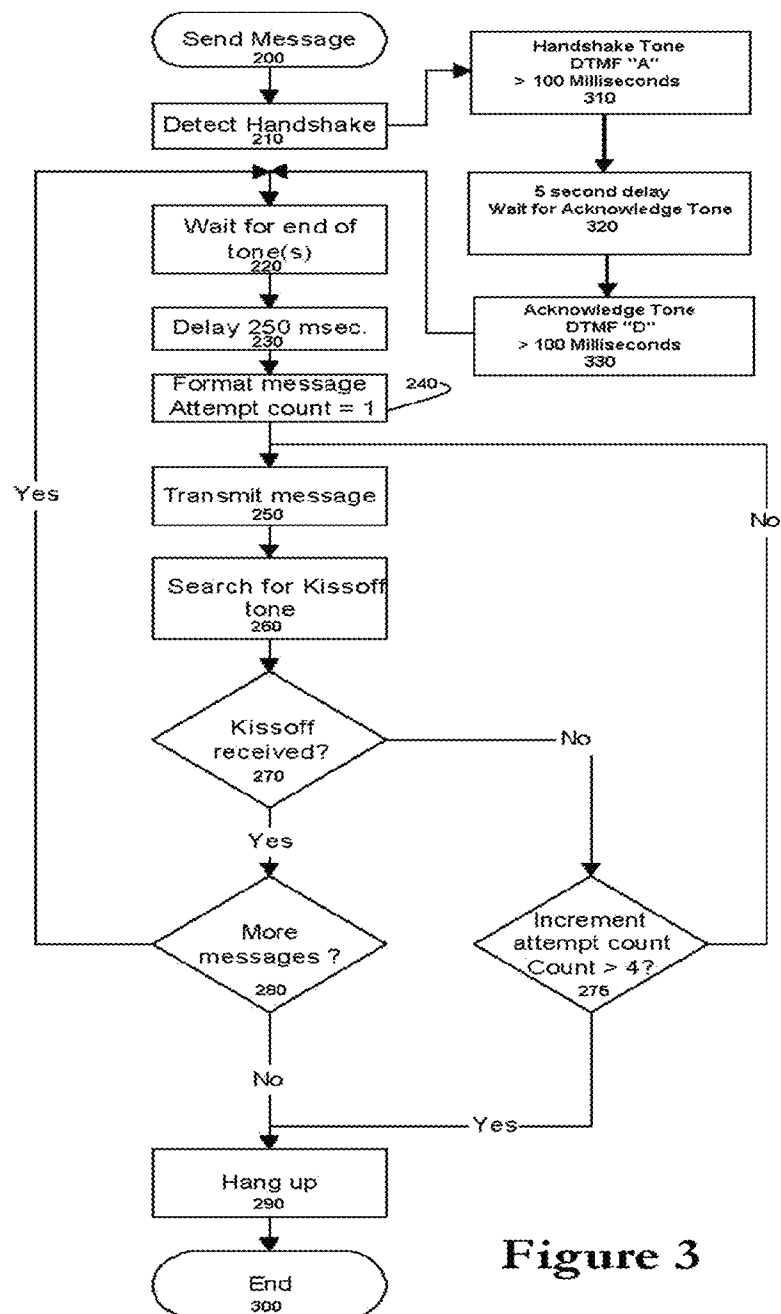 Send Message
200
Detect Handshake
210
Handshake Tone
DTMF "A"
> 100 Milliseconds
310
5 second delay
Wait for Acknowledge Tone
320
Acknowledge Tone
DTMF "D"
> 100 Milliseconds
330
Wait for end of
tone(s)
220
Delay 250 msec.
230
Format message
Attempt count = 1
240
Transmit message
250
Search for Kissoff
tone
260
Kissoff
received?
270
No
Yes
More
messages ?
280
Yes
Increment
attempt count
Count > 4?
275
No
No
Yes
Hang up
290
End
300
Figure 3